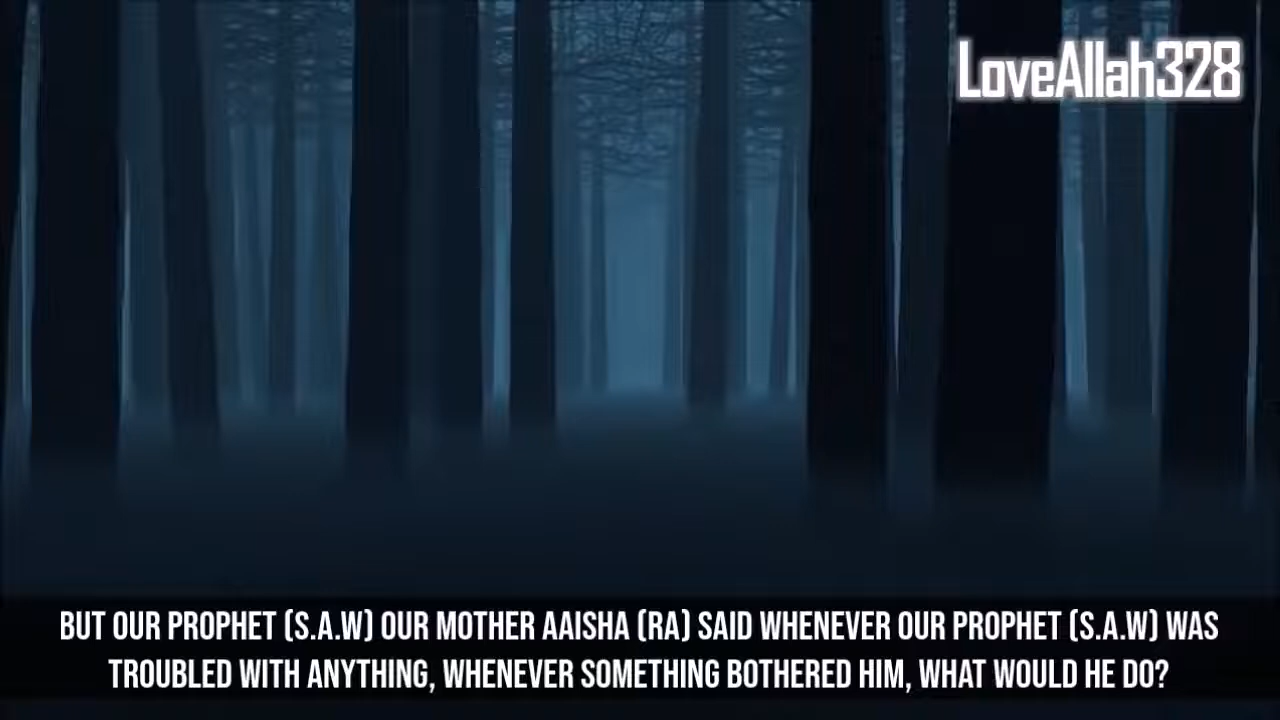 LoveAllah328
BUT OUR PROPHET (S.A.W) OUR MOTHER AAISHA (RA) SAID WHENEVER OUR PROPHET (S.A.W) WAS
TROUBLED WITH ANYTHING, WHENEVER SOMETHING BOTHERED HIM, WHAT WOULD HE DO?